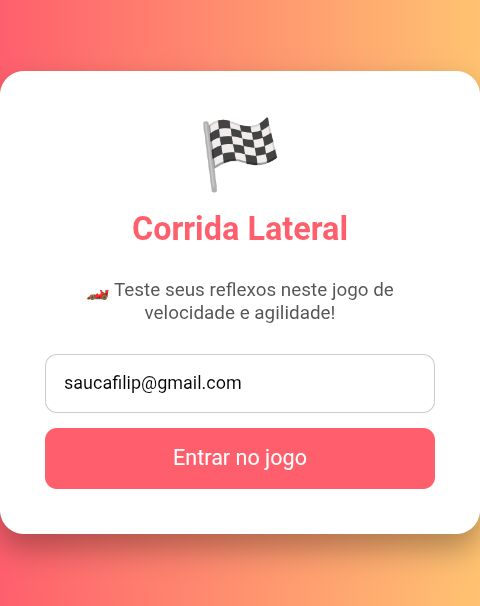 Corrida Lateral
🏎️ Teste seus reflexos neste jogo de
velocidade e agilidade!
saucafilip@gmail.com
Entrar no jogo